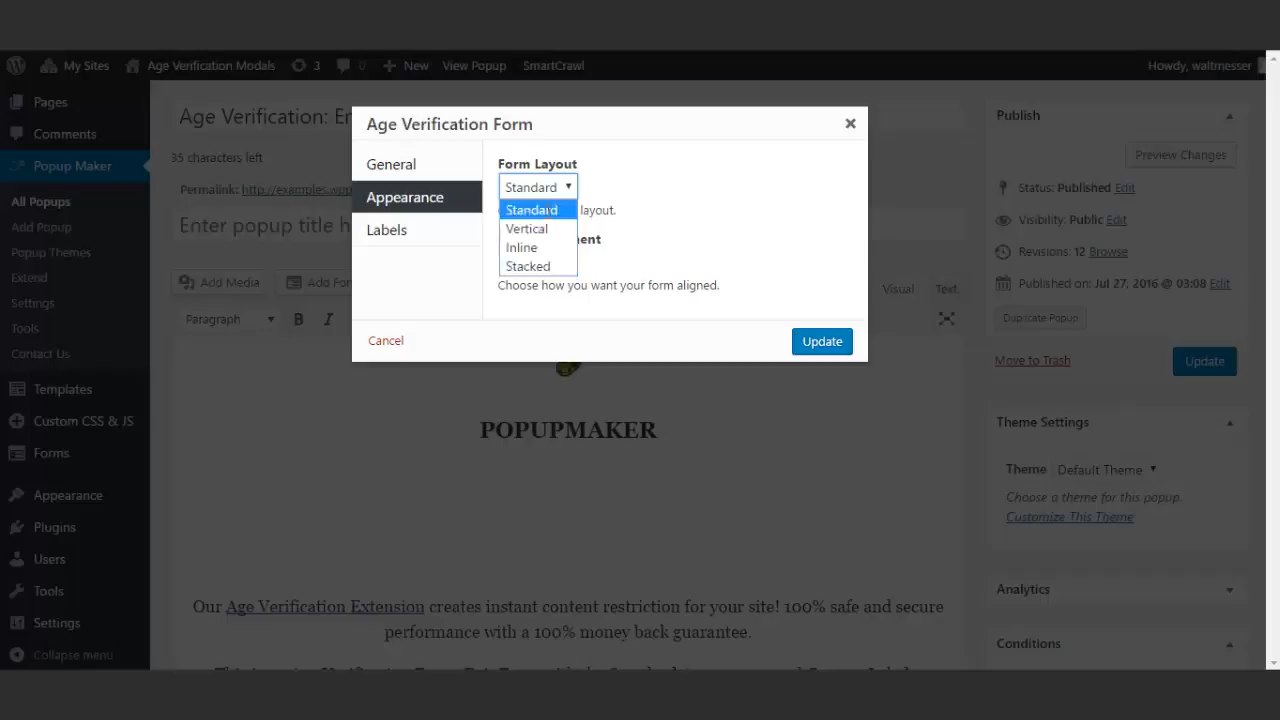 My Sites
Age Verification Modals
3
0
New
View Popup
SmartCrawl
Howdy, waltmesser
Pages
Comments
Popup Maker
All Popups
Add Popup
Popup Themes
Extend
Settings
Tools
Contact Us
Templates
Custom CSS & JS
Forms
Appearance
Plugins
Users
Tools
Settings
Collapse menu
Age Verification:
35 characters left
Permalink: http://examples.wpp
Enter popup title h
Add Media
Add For
Visual
Text
Paragraph
B
I
Age Verification Form
General
Appearance
Labels
Form Layout
Standard
Standard
layout.
Vertical
ent
Inline
Stacked
Choose how you want your form aligned.
Cancel
Update
POPUPMAKER
Our Age Verification Extension creates instant content restriction for your site! 100% safe and secure
performance with a 100% money back guarantee.
Publish
Preview Changes
Status: Published Edit
Visibility: Public Edit
Revisions: 12 Browse
Published on: Jul 27, 2016 @ 03:08 Edit
Duplicate Popup
Move to Trash
Update
Theme Settings
Theme Default Theme
Choose a theme for this popup.
Customize This Theme
Analytics
Conditions